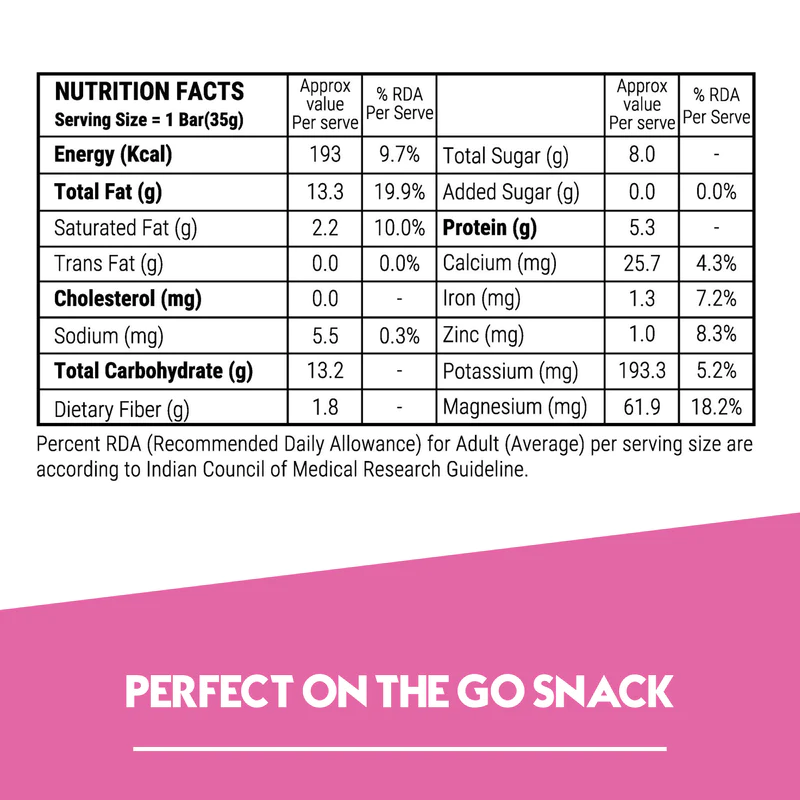 NUTRITION FACTS
Serving Size = 1 Bar(35g)
Approx value Per serve
% RDA Per Serve
Approx value Per serve
% RDA Per Serve
Energy (Kcal) 193 9.7% Total Sugar (g) 8.0 -
Total Fat (g) 13.3 19.9% Added Sugar (g) 0.0 0.0%
Saturated Fat (g) 2.2 10.0% Protein (g) 5.3 -
Trans Fat (g) 0.0 0.0% Calcium (mg) 25.7 4.3%
Cholesterol (mg) 0.0 - Iron (mg) 1.3 7.2%
Sodium (mg) 5.5 0.3% Zinc (mg) 1.0 8.3%
Total Carbohydrate (g) 13.2 - Potassium (mg) 193.3 5.2%
Dietary Fiber (g) 1.8 - Magnesium (mg) 61.9 18.2%
Percent RDA (Recommended Daily Allowance) for Adult (Average) per serving size are
according to Indian Council of Medical Research Guideline.
PERFECT ON THE GO SNACK